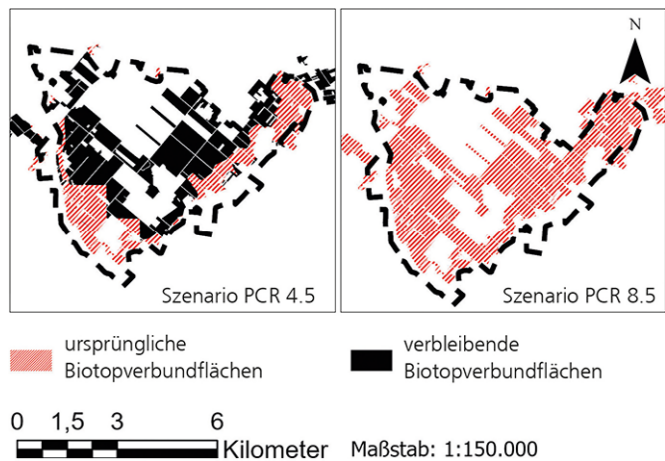 N
Szenario PCR 4.5
Szenario PCR 8.5
ursprüngliche
Biotopverbundflächen
verbleibende
Biotopverbundflächen
0 1,5 3 6
Kilometer
Maßstab: 1:150.000